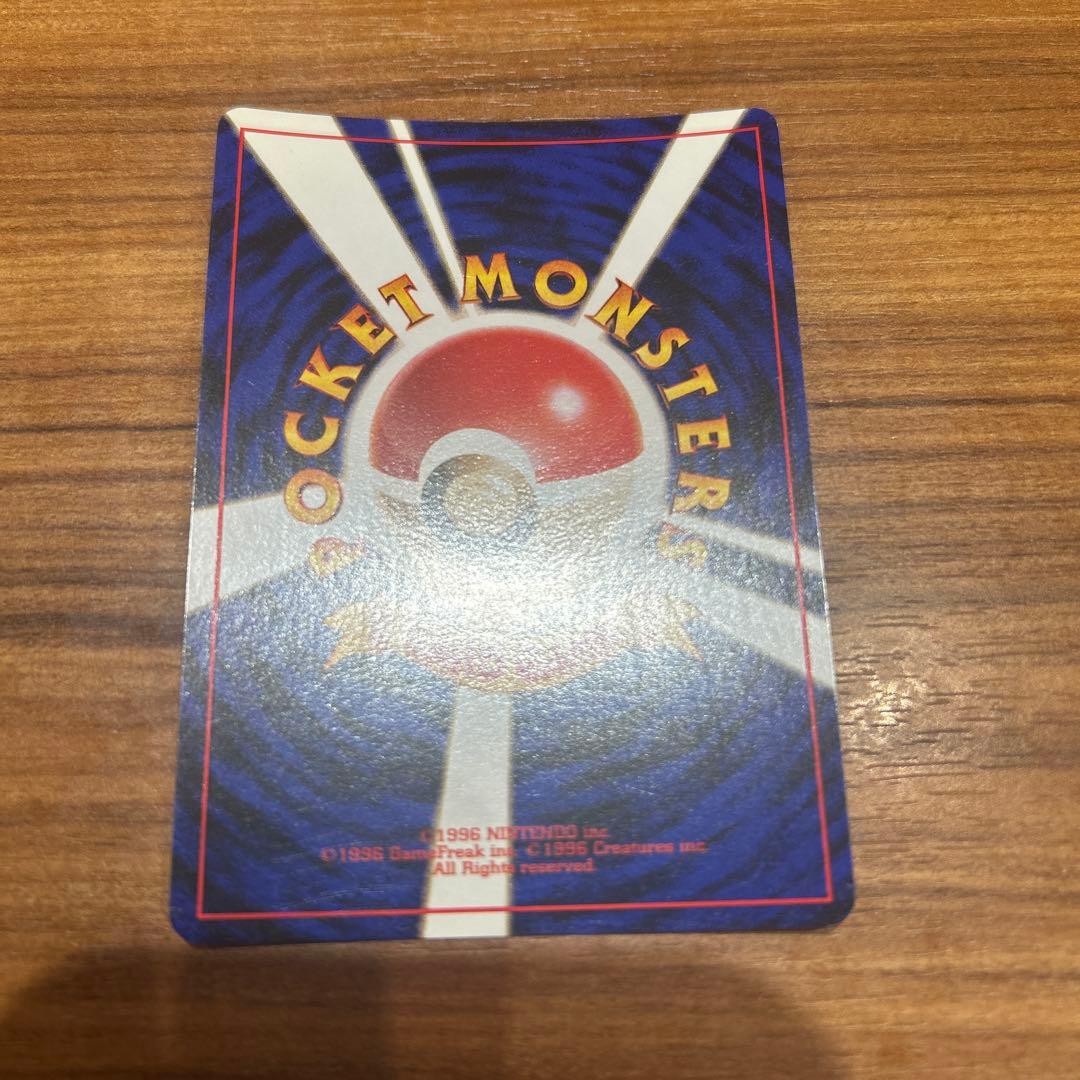 POCKET MONSTERS
©1996 NINTENDO inc.
©1996 GameFreak inc. ©1996 Creatures inc.
All Rights reserved.